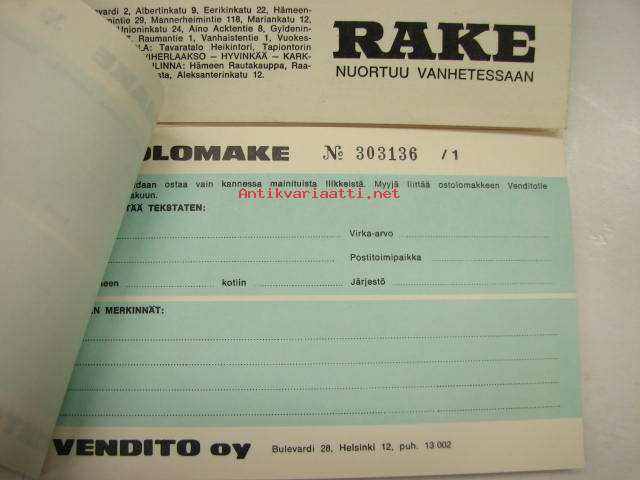 evardi 2, Albertinkatu 9, Eerikinkatu 22, Hämeen-
mintie 29, Mannerheimintie 118, Mariankatu 12,
Unioninkatu 24, Aino Acktentie 8, Gyldenin-
Raumantie 1, Vanhaistentie 1, Vuokes-
LA: Tavaratalo Heikintori, Tapiontorin
VIHERLAAKSO — HYVINKÄÄ — KARK-
LINNA: Hämeen Rautakauppa, Raa-
sta, Aleksanterinkatu 12.
RAKE
NUORTUU VANHETESSAAN
OLOMAKE № 303136 /1
Antikvariaatti.net
daan ostaa vain kannessa mainituista liikkeistä. Myyjä liittää ostolomakkeen Venditolle
akuun.
TÄÄ TEKSTATEN:
Virka-arvo
Postitoimipaikka
een kotiin Järjestö
AN MERKINNÄT:
VENDITO oy Bulevardi 28, Helsinki 12, puh. 13 002